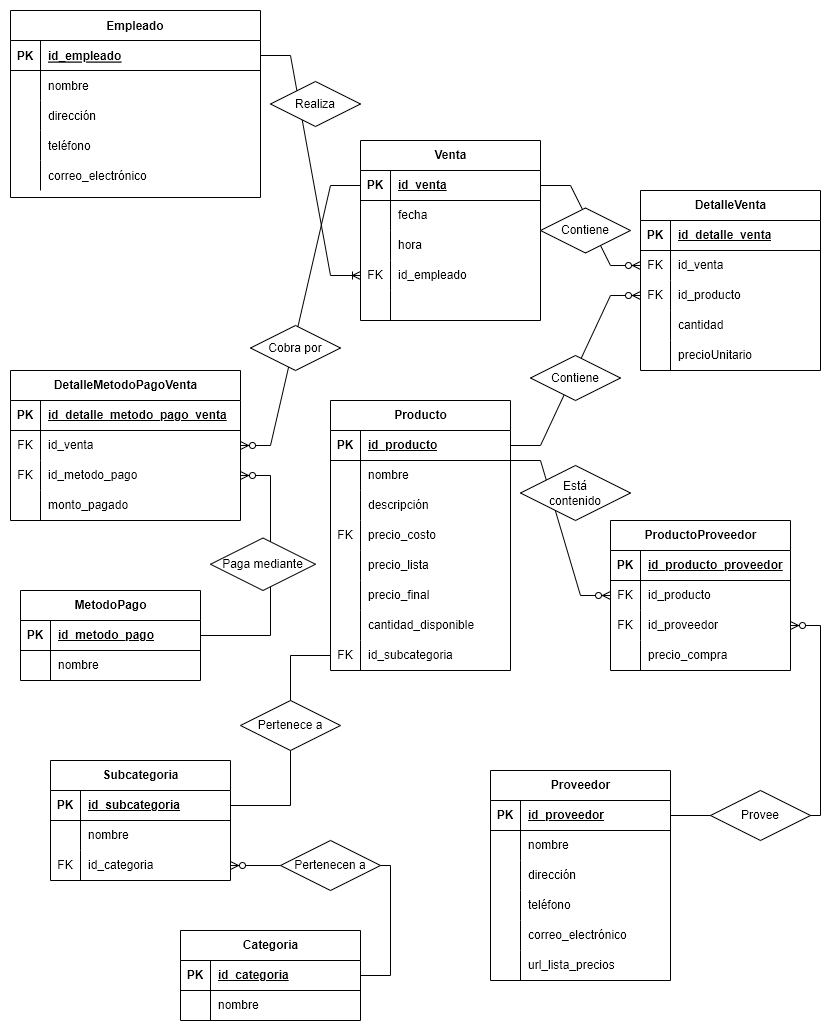 Empleado
PK id_empleado
nombre
dirección
teléfono
correo_electrónico
Realiza
Venta
PK id_venta
fecha
hora
FK id_empleado
Contiene
DetalleVenta
PK id_detalle_venta
FK id_venta
FK id_producto
cantidad
precioUnitario
Cobra por
Contiene
DetalleMetodoPagoVenta
PK id_detalle_metodo_pago_venta
FK id_venta
FK id_metodo_pago
monto_pagado
Producto
PK id_producto
nombre
descripción
FK precio_costo
precio_lista
precio_final
cantidad_disponible
FK id_subcategoria
Está
contenido
ProductoProveedor
PK id_producto_proveedor
FK id_producto
FK id_proveedor
precio_compra
Paga mediante
MetodoPago
PK id_metodo_pago
nombre
Pertenece a
Subcategoria
PK id_subcategoria
nombre
FK id_categoria
Pertenecen a
Proveedor
PK id_proveedor
nombre
dirección
teléfono
correo_electrónico
url_lista_precios
Provee
Categoria
PK id_categoria
nombre